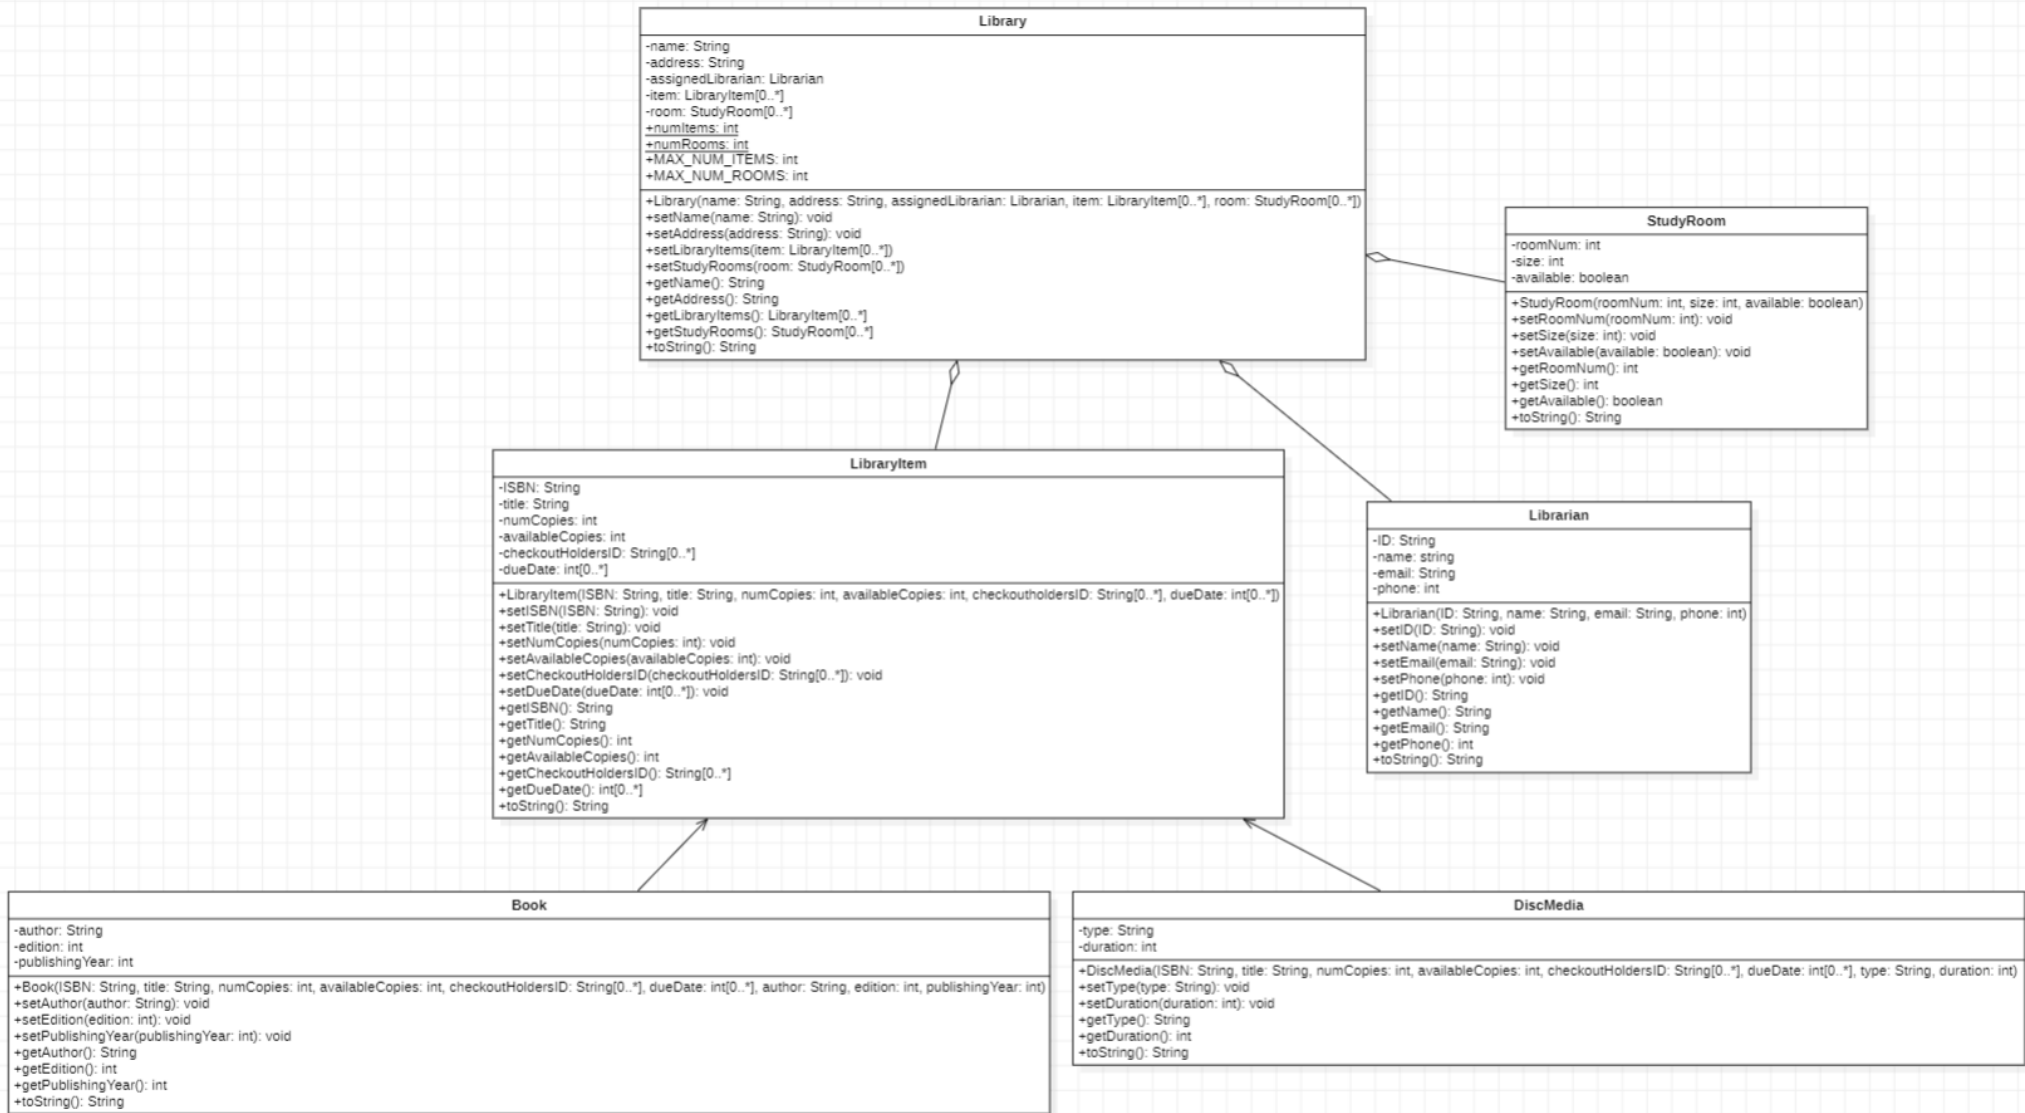 Library
-name: String
-address: String
-assignedLibrarian: Librarian
-item: LibraryItem[0..*]
-room: StudyRoom[0..*]
+numItems: int
+numRooms: int
+MAX_NUM_ITEMS: int
+MAX_NUM_ROOMS: int
+Library(name: String, address: String, assignedLibrarian: Librarian, item: LibraryItem[0..*], room: StudyRoom[0..*])
+setName(name: String): void
+setAddress(address: String): void
+setLibraryItems(item: LibraryItem[0..*])
+setStudyRooms(room: StudyRoom[0..*])
+getName(): String
+getAddress(): String
+getLibraryItems(): LibraryItem[0..*]
+getStudyRooms(): StudyRoom[0..*]
+toString(): String
StudyRoom
-roomNum: int
-size: int
-available: boolean
+StudyRoom(roomNum: int, size: int, available: boolean)
+setRoomNum(roomNum: int): void
+setSize(size: int): void
+setAvailable(available: boolean): void
+getRoomNum(): int
+getSize(): int
+getAvailable(): boolean
+toString(): String
LibraryItem
-ISBN: String
-title: String
-numCopies: int
-availableCopies: int
-checkoutHoldersID: String[0..*]
-dueDate: int[0..*]
+LibraryItem(ISBN: String, title: String, numCopies: int, availableCopies: int, checkoutholdersID: String[0..*], dueDate: int[0..*])
+setISBN(ISBN: String): void
+setTitle(title: String): void
+setNumCopies(numCopies: int): void
+setAvailableCopies(availableCopies: int): void
+setCheckoutHoldersID(checkoutHoldersID: String[0..*]): void
+setDueDate(dueDate: int[0..*]): void
+getISBN(): String
+getTitle(): String
+getNumCopies(): int
+getAvailableCopies(): int
+getCheckoutHoldersID(): String[0..*]
+getDueDate(): int[0..*]
+toString(): String
Librarian
-ID: String
-name: string
-email: String
-phone: int
+Librarian(ID: String, name: String, email: String, phone: int)
+setID(ID: String): void
+setName(name: String): void
+setEmail(email: String): void
+setPhone(phone: int): void
+getID(): String
+getName(): String
+getEmail(): String
+getPhone(): int
+toString(): String
Book
-author: String
-edition: int
-publishingYear: int
+Book(ISBN: String, title: String, numCopies: int, availableCopies: int, checkoutHoldersID: String[0..*], dueDate: int[0..*], author: String, edition: int, publishingYear: int)
+setAuthor(author: String): void
+setEdition(edition: int): void
+setPublishingYear(publishingYear: int): void
+getAuthor(): String
+getEdition(): int
+getPublishingYear(): int
+toString(): String
DiscMedia
-type: String
-duration: int
+DiscMedia(ISBN: String, title: String, numCopies: int, availableCopies: int, checkoutHoldersID: String[0..*], dueDate: int[0..*], type: String, duration: int)
+setType(type: String): void
+setDuration(duration: int): void
+getType(): String
+getDuration(): int
+toString(): String